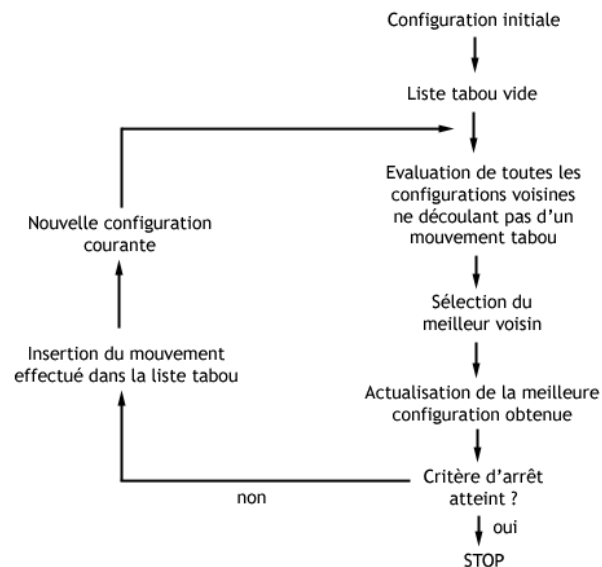 Configuration initiale
Liste tabou vide
Evaluation de toutes les
configurations voisines
ne découlant pas d'un
mouvement tabou
Sélection du
meilleur voisin
Actualisation de la meilleure
configuration obtenue
Critère d'arrêt
atteint ?
oui
STOP
non
Insertion du mouvement
effectué dans la liste tabou
Nouvelle configuration
courante